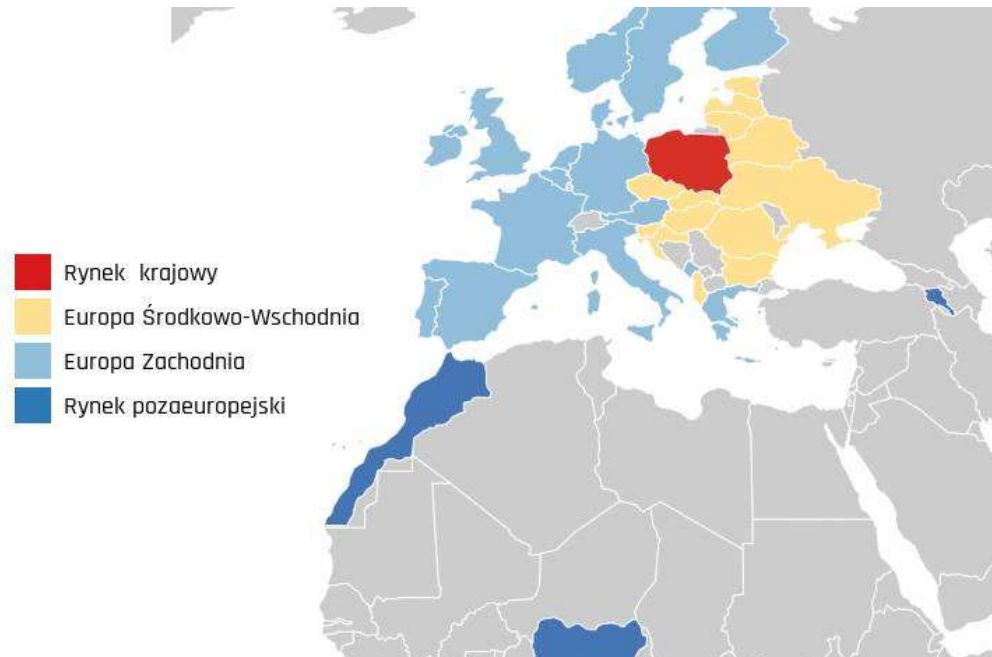 Rynek krajowy
Europa Środkowo-Wschodnia
Europa Zachodnia
Rynek pozaeuropejski